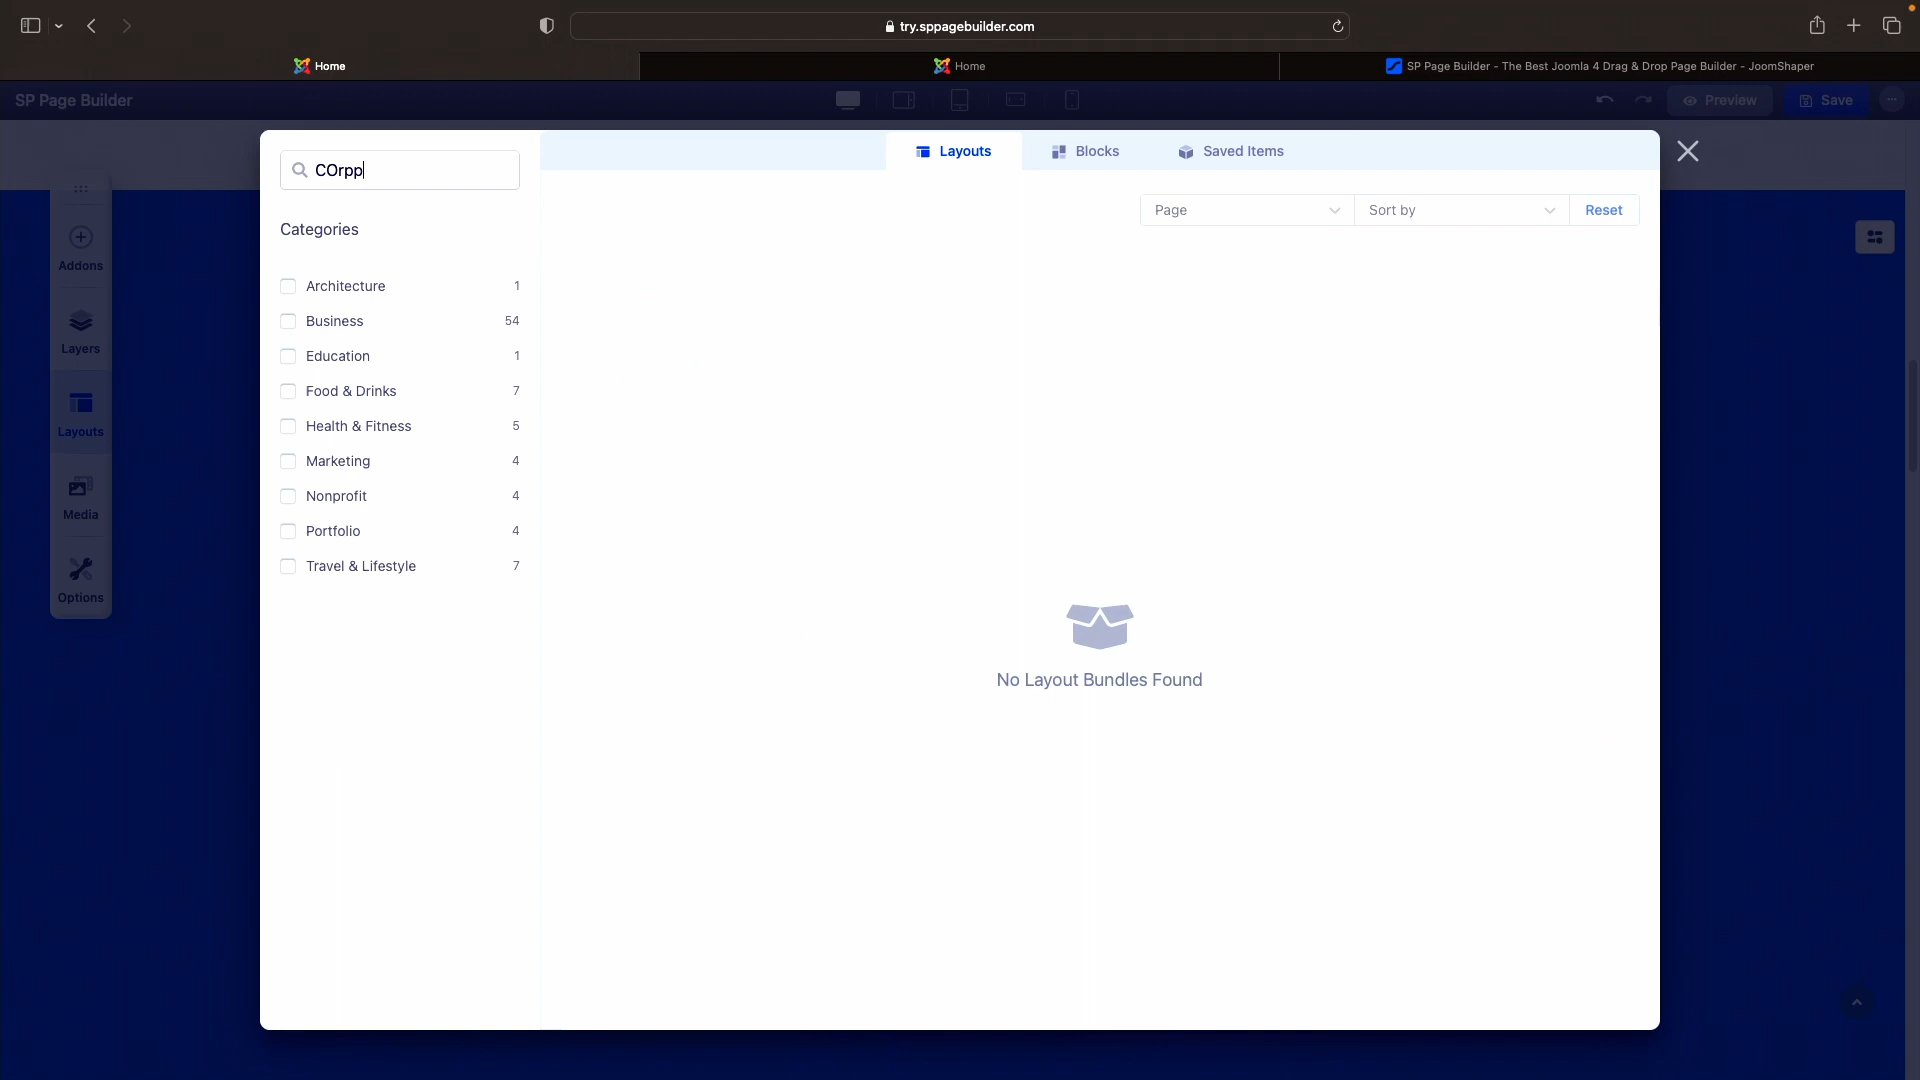 try.sppagebuilder.com
Home
Home
SP Page Builder - The Best Joomla 4 Drag & Drop Page Builder - JoomShaper
SP Page Builder
Preview
Save
COrpp
Layouts
Blocks
Saved Items
Page
Sort by
Reset
Categories
Architecture 1
Business 54
Education 1
Food & Drinks 7
Health & Fitness 5
Marketing 4
Nonprofit 4
Portfolio 4
Travel & Lifestyle 7
Addons
Layers
Layouts
Media
Options
No Layout Bundles Found